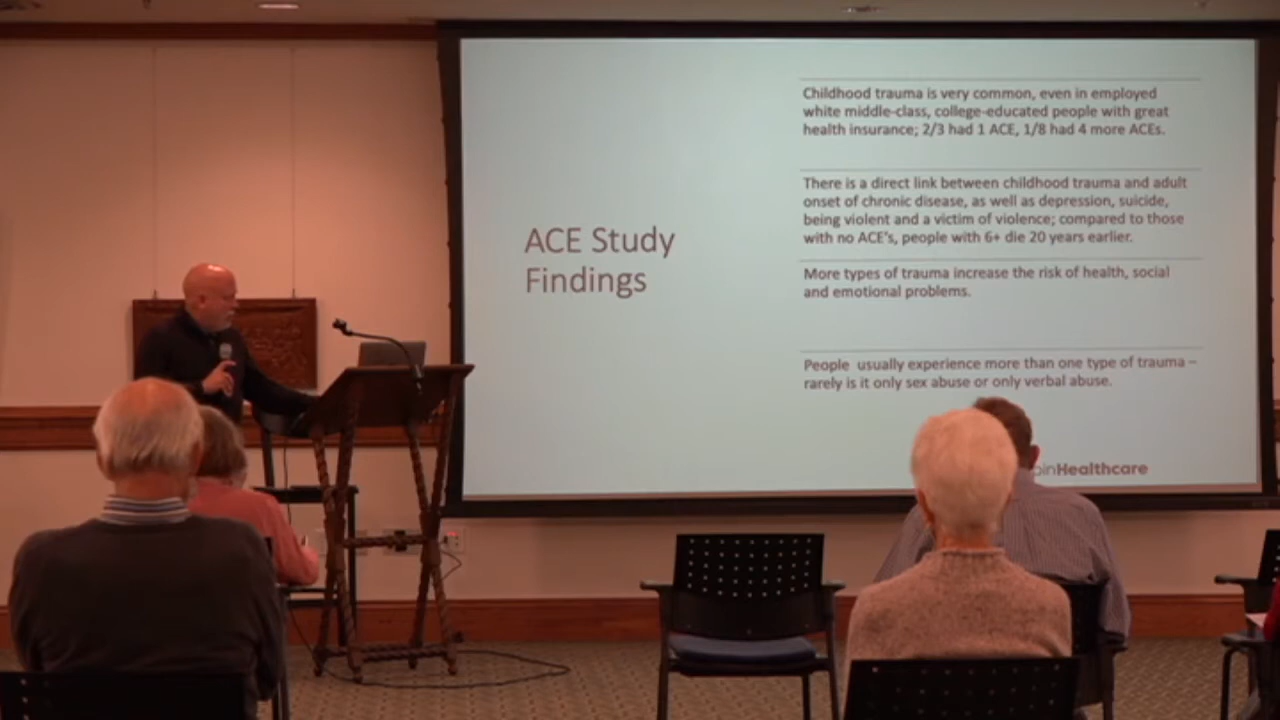 ACE Study
Findings
Childhood trauma is very common, even in employed
white middle-class, college-educated people with great
health insurance; 2/3 had 1 ACE, 1/8 had 4 more ACEs.
There is a direct link between childhood trauma and adult
onset of chronic disease, as well as depression, suicide,
being violent and a victim of violence; compared to those
with no ACE's, people with 6+ die 20 years earlier.
More types of trauma increase the risk of health, social
and emotional problems.
People usually experience more than one type of trauma –
rarely is it only sex abuse or only verbal abuse.
inHealthcare